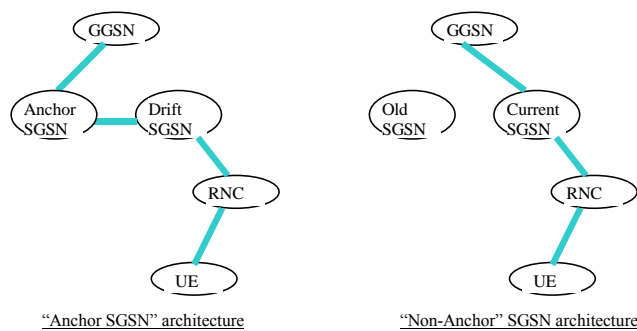 GGSN
Anchor
SGSN
Drift
SGSN
RNC
UE
"Anchor SGSN" architecture
GGSN
Old
SGSN
Current
SGSN
RNC
UE
"Non-Anchor" SGSN architecture